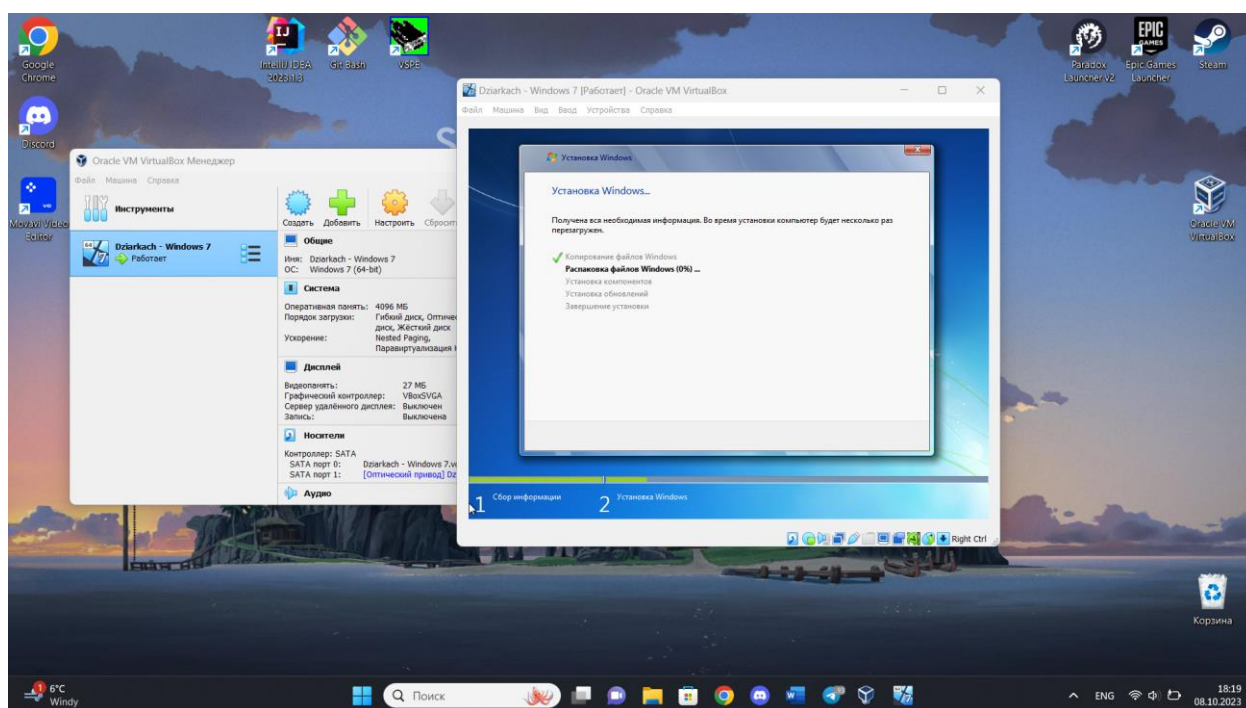 Google
Chrome
IntelliJ IDEA
2023.1.3
Git Bash
VSPE
Paradox
Launcher v2
EPIC
GAMES
Epic Games
Launcher
Steam
Discord
Movavi Video
Editor
Oracle VM
VirtualBox
Корзина
Oracle VM VirtualBox Менеджер
Файл Машина Справка
Инструменты
Dziarkach - Windows 7
Работает
Создать Добавить Настроить Сбросить
Общие
Имя: Dziarkach - Windows 7
ОС: Windows 7 (64-bit)
Система
Оперативная память: 4096 МБ
Порядок загрузки: Гибкий диск, Оптичес
диск, Жёсткий диск
Ускорение: Nested Paging,
Паравиртуализация
Дисплей
Видеопамять: 27 МБ
Графический контроллер: VBoxSVGA
Сервер удалённого дисплея: Выключен
Запись: Выключена
Носители
Контроллер: SATA
SATA порт 0: Dziarkach - Windows 7.v
SATA порт 1: [Оптический привод] Dz
Аудио
Dziarkach - Windows 7 [Работает] - Oracle VM VirtualBox
Файл Машина Вид Ввод Устройства Справка
Установка Windows
Установка Windows...
Получена вся необходимая информация. Во время установки компьютер будет несколько раз
перезагружен.
Копирование файлов Windows
Распаковка файлов Windows (0%) ...
Установка компонентов
Установка обновлений
Завершение установки
1 Сбор информации 2 Установка Windows
Right Ctrl
6°C
Windy
Поиск
ENG
18:19
08.10.2023